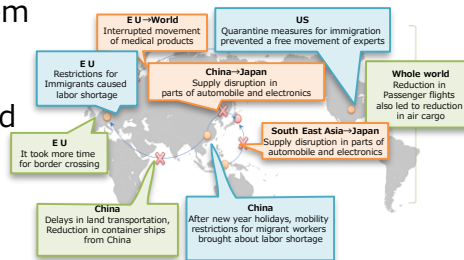 om
d
E U→World
Interrupted movement
of medical products
US
Quarantine measures for immigration
prevented a free movement of experts
E U
Restrictions for
Immigrants caused
labor shortage
China→Japan
Supply disruption in
parts of automobile and electronics
Whole world
Reduction in
Passenger flights
also led to reduction
in air cargo
E U
It took more time
for border crossing
South East Asia→Japan
Supply disruption in parts of
automobile and electronics
China
Delays in land transportation,
Reduction in container ships
from China
China
After new year holidays, mobility
restrictions for migrant workers
brought about labor shortage